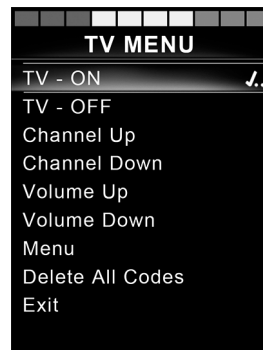 TV MENU
TV - ON
TV - OFF
Channel Up
Channel Down
Volume Up
Volume Down
Menu
Delete All Codes
Exit